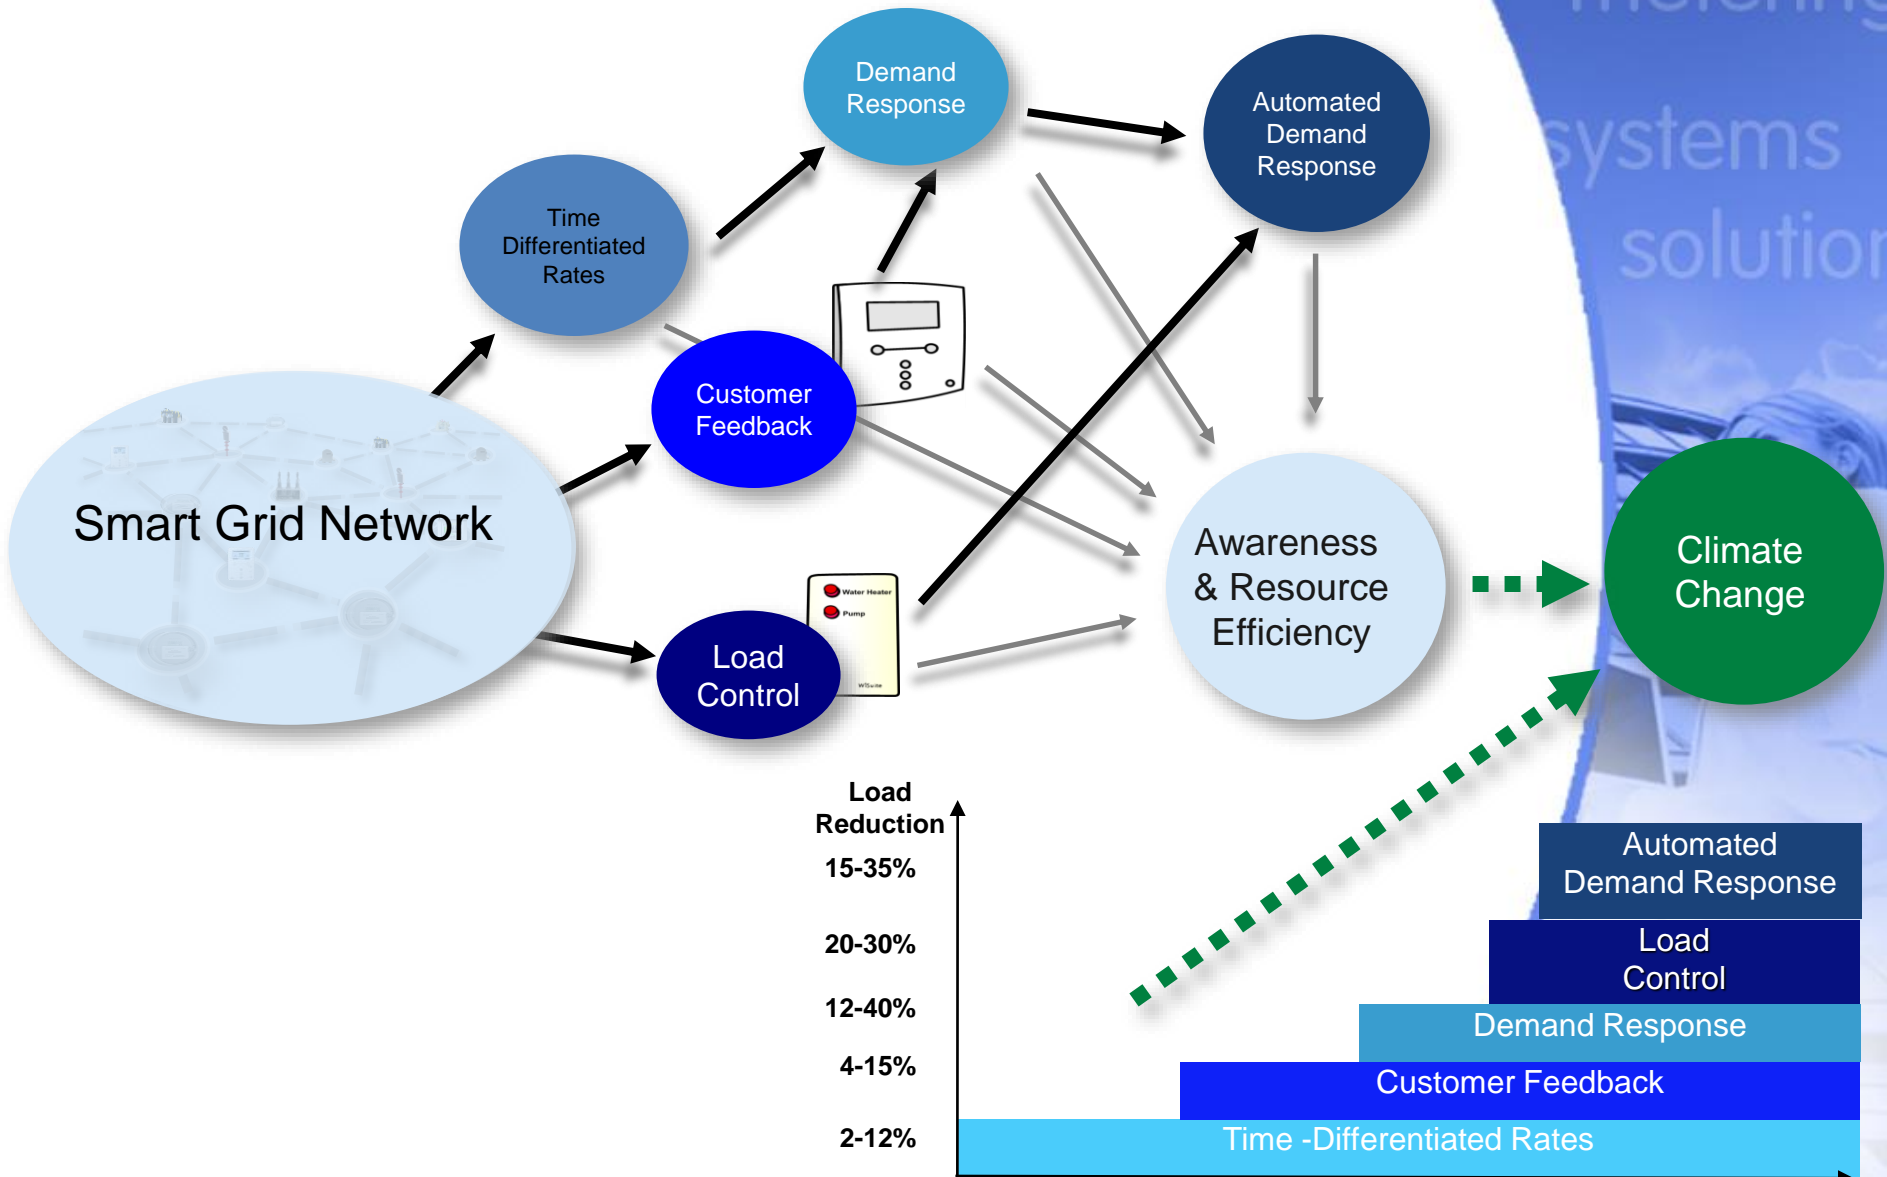 metering
systems
solution
Demand
Response
Automated
Demand
Response
Time
Differentiated
Rates
Customer
Feedback
Smart Grid Network
Water Heater
Pump
Load
Control
Awareness
& Resource
Efficiency
Climate
Change
Load
Reduction
15-35%
20-30%
12-40%
4-15%
2-12%
Automated
Demand Response
Load
Control
Demand Response
Customer Feedback
Time -Differentiated Rates